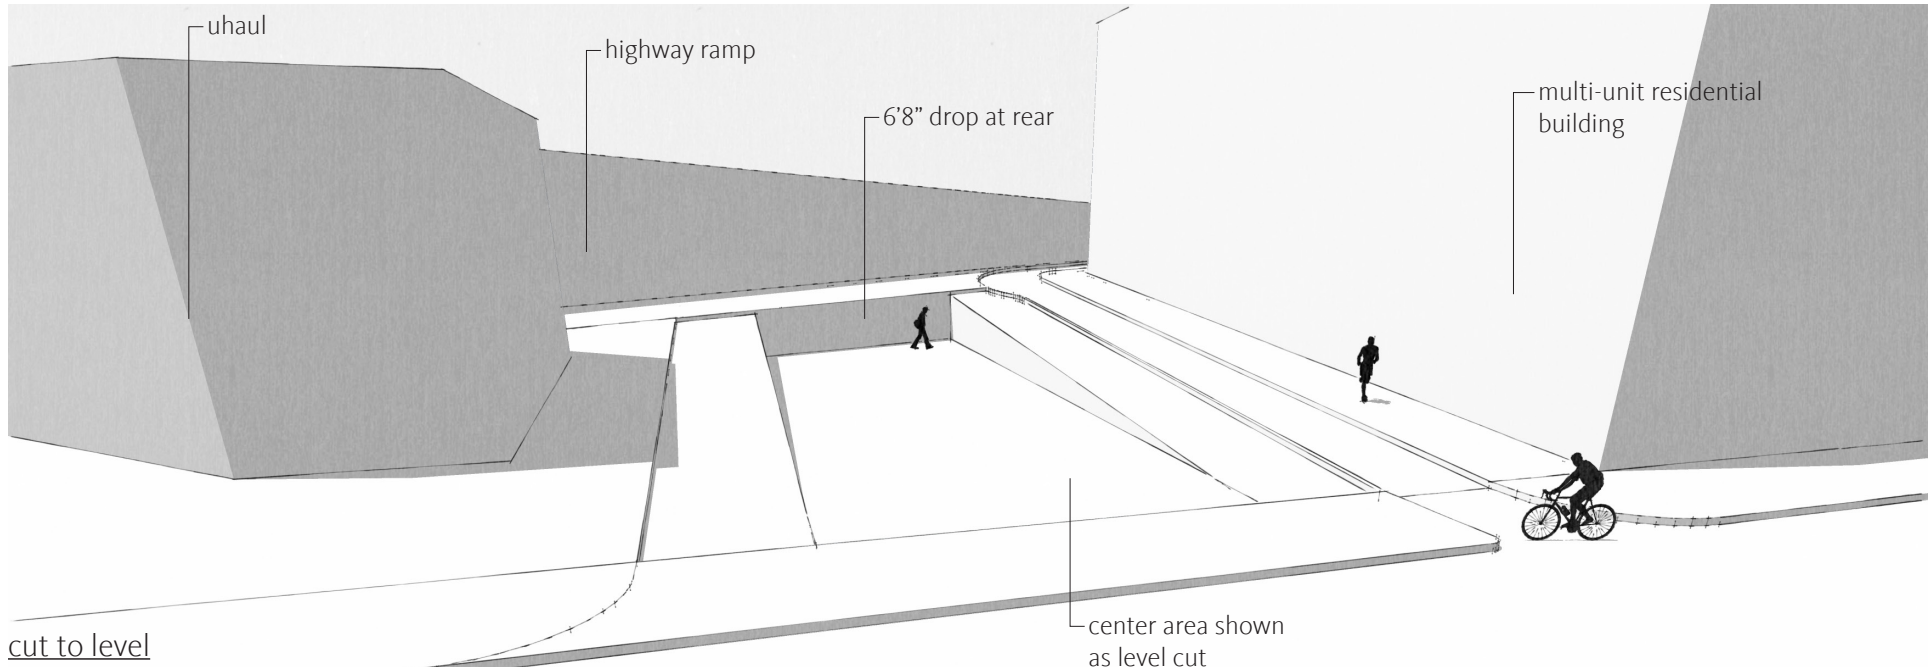 uhaul
highway ramp
6’8” drop at rear
multi-unit residential
building
center area shown
as level cut
cut to level